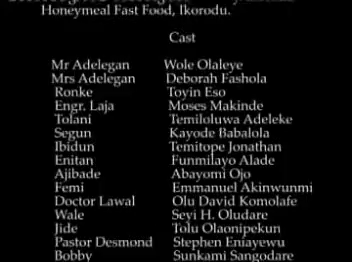 Honeymeal Fast Food, Ikorodu.
Cast
Mr Adelegan Wole Olaleye
Mrs Adelegan Deborah Fashola
Ronke Toyin Eso
Engr. Laja Moses Makinde
Tolani Temiloluwa Adeleke
Segun Kayode Babalola
Ibidun Temitope Jonathan
Enitan Funmilayo Alade
Ajibade Abayomi Ojo
Femi Emmanuel Akinwunmi
Doctor Lawal Olu David Komolafe
Wale Seyi H. Oludare
Jide Tolu Olaonipekun
Pastor Desmond Stephen Eniayewu
Bobby Sunkami Sangodare